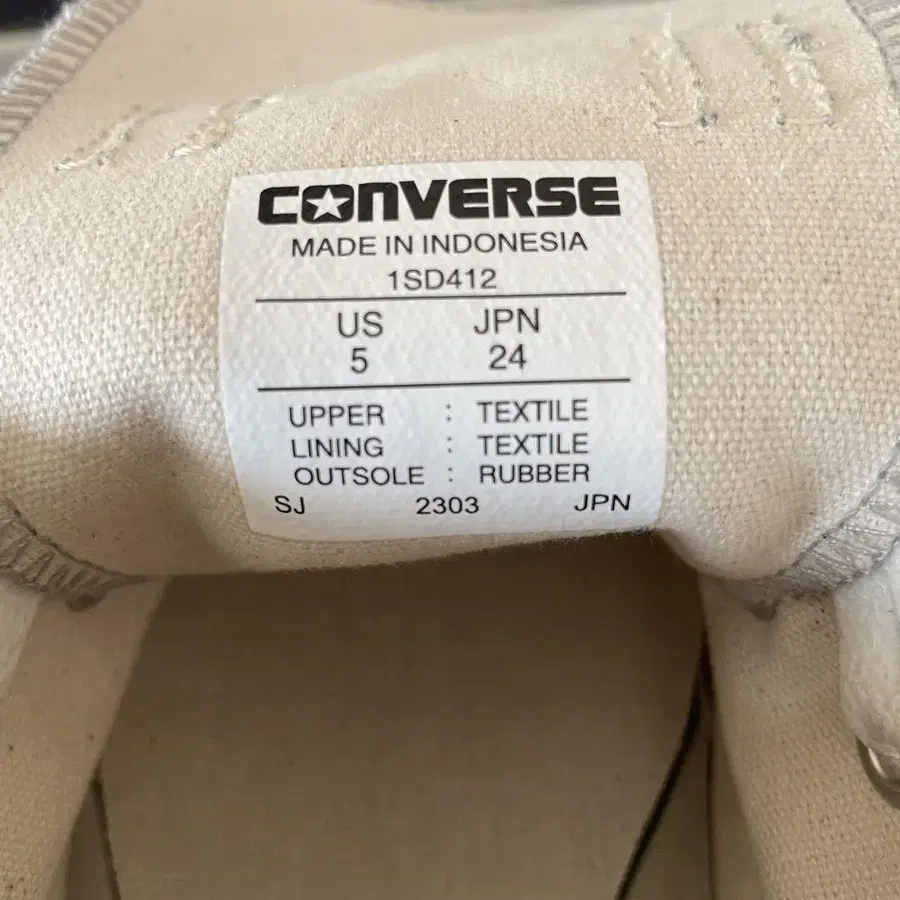 CONVERSE
MADE IN INDONESIA
1SD412
US JPN
5 24
UPPER : TEXTILE
LINING : TEXTILE
OUTSOLE : RUBBER
SJ 2303 JPN